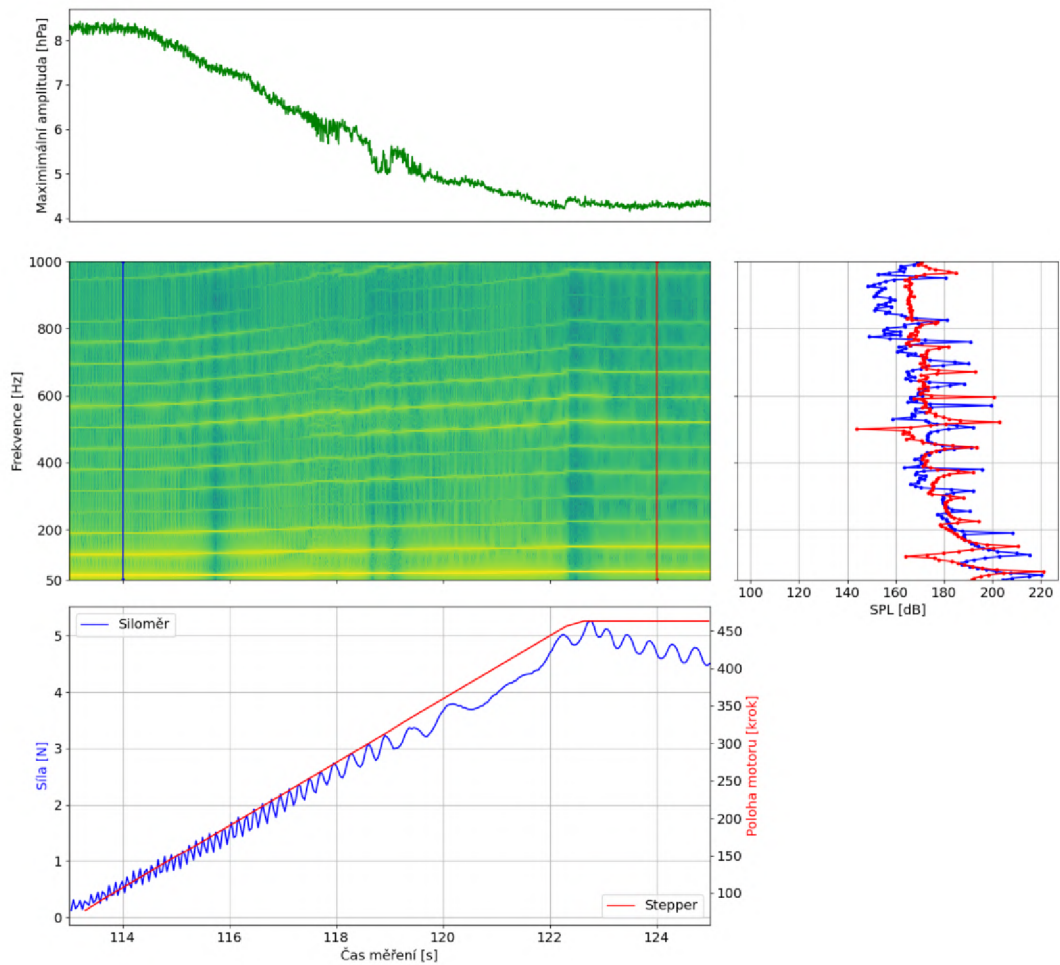 Maximimální amplituda [hPa]
8
7
6
5
4
Frekvence [Hz]
1000
800
600
400
200
50
100 120 140 160 180 200 220
SPL [dB]
Siloměr
Síla [N]
5
4
3
2
1
0
450
400
350
300
250
200
150
100
Poloha motoru [krok]
Stepper
114 116 118 120 122 124
Čas měření [s]